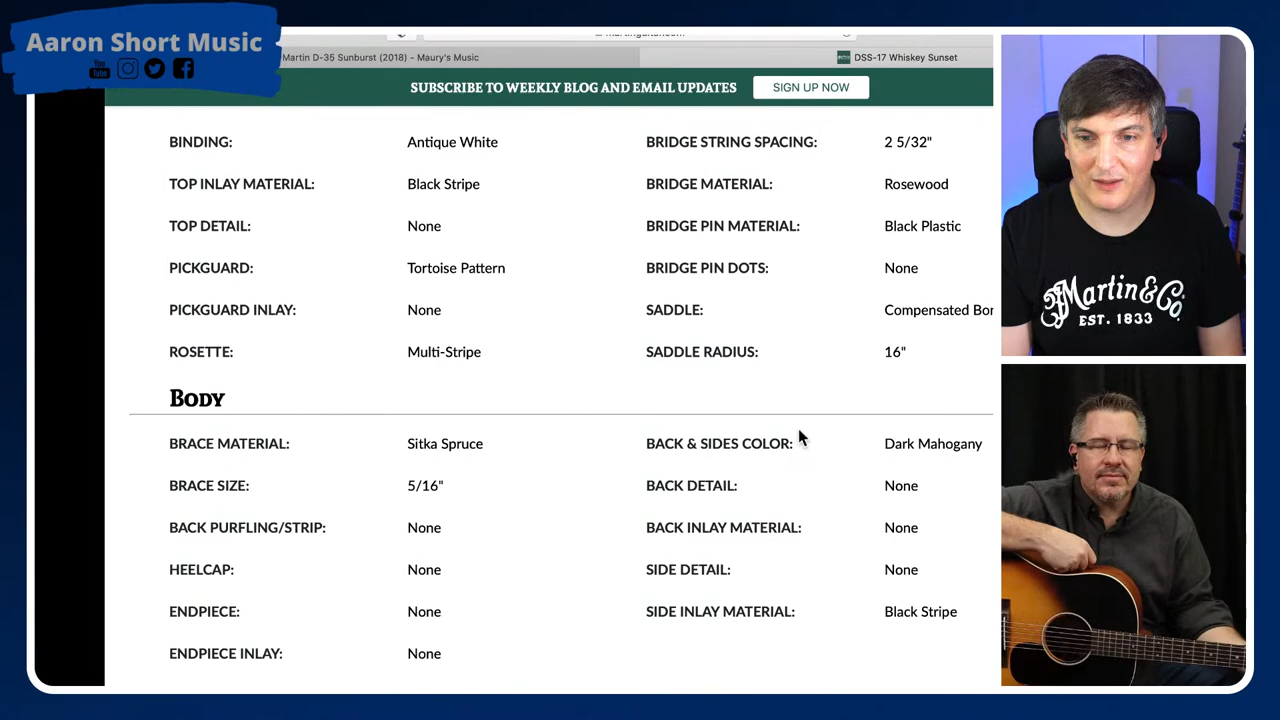 Aaron Short Music
You
Tube
Martin D-35 Sunburst (2018) - Maury's Music
DSS-17 Whiskey Sunset
SUBSCRIBE TO WEEKLY BLOG AND EMAIL UPDATES
SIGN UP NOW
BINDING: Antique White BRIDGE STRING SPACING: 2 5/32"
TOP INLAY MATERIAL: Black Stripe BRIDGE MATERIAL: Rosewood
TOP DETAIL: None BRIDGE PIN MATERIAL: Black Plastic
PICKGUARD: Tortoise Pattern BRIDGE PIN DOTS: None
PICKGUARD INLAY: None SADDLE: Compensated Bon
ROSETTE: Multi-Stripe SADDLE RADIUS: 16"
BODY
BRACE MATERIAL: Sitka Spruce BACK & SIDES COLOR: Dark Mahogany
BRACE SIZE: 5/16" BACK DETAIL: None
BACK PURFLING/STRIP: None BACK INLAY MATERIAL: None
HEELCAP: None SIDE DETAIL: None
ENDPIECE: None SIDE INLAY MATERIAL: Black Stripe
ENDPIECE INLAY: None
Martin & Co.
EST. 1833